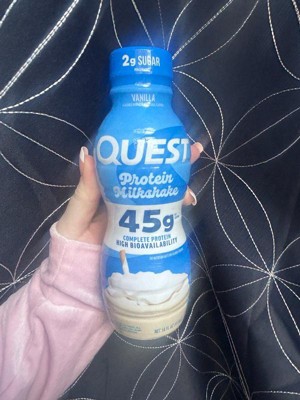 2g SUGAR
VANILLA
QUEST
Protein
Milkshake
45g
COMPLETE PROTEIN
HIGH BIOAVAILABILITY